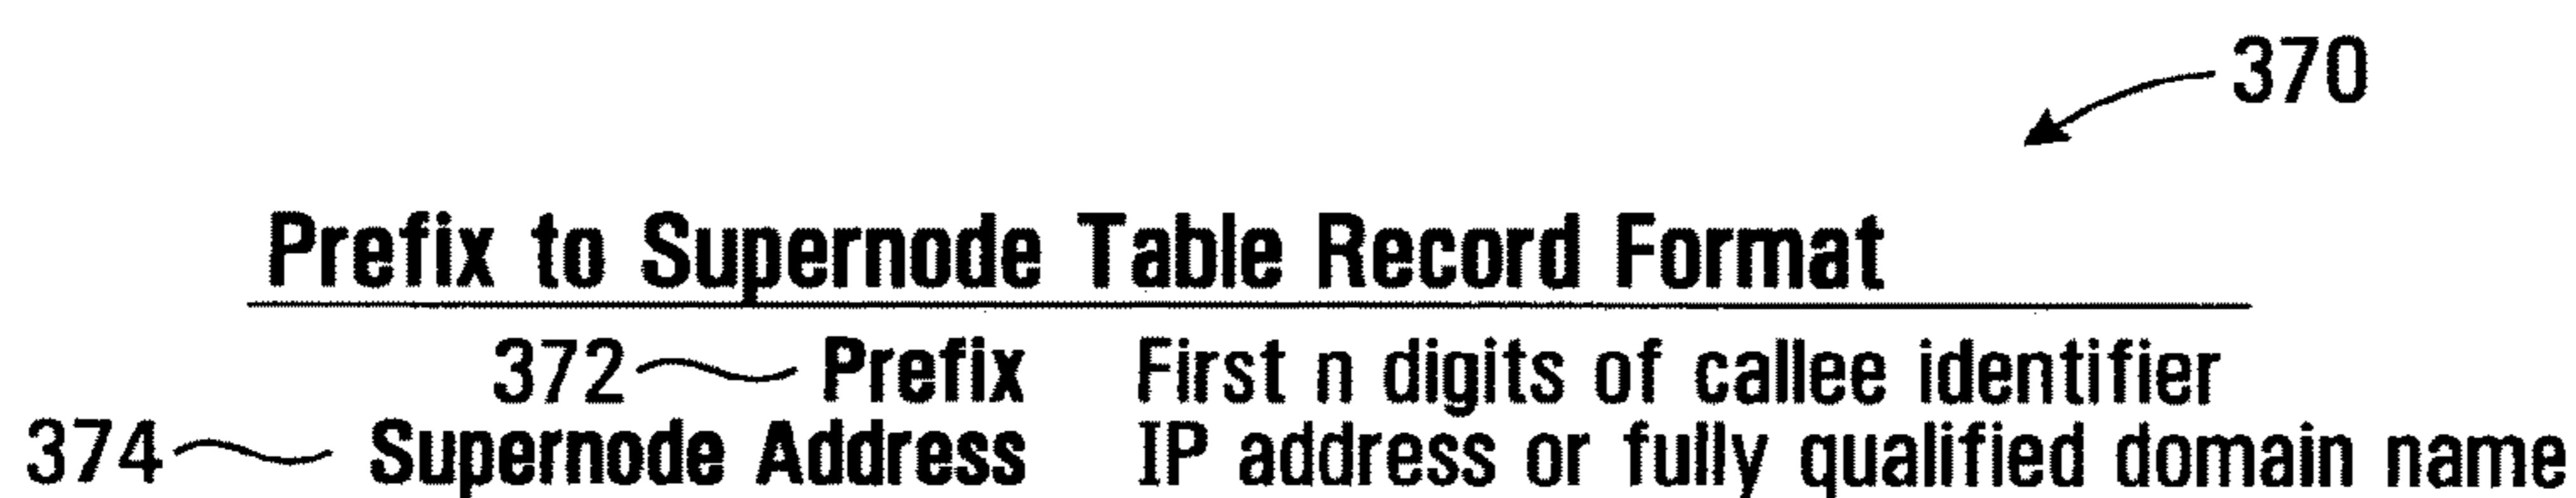 370
Prefix to Supernode Table Record Format
372 Prefix First n digits of callee identifier
374 Supernode Address IP address or fully qualified domain name